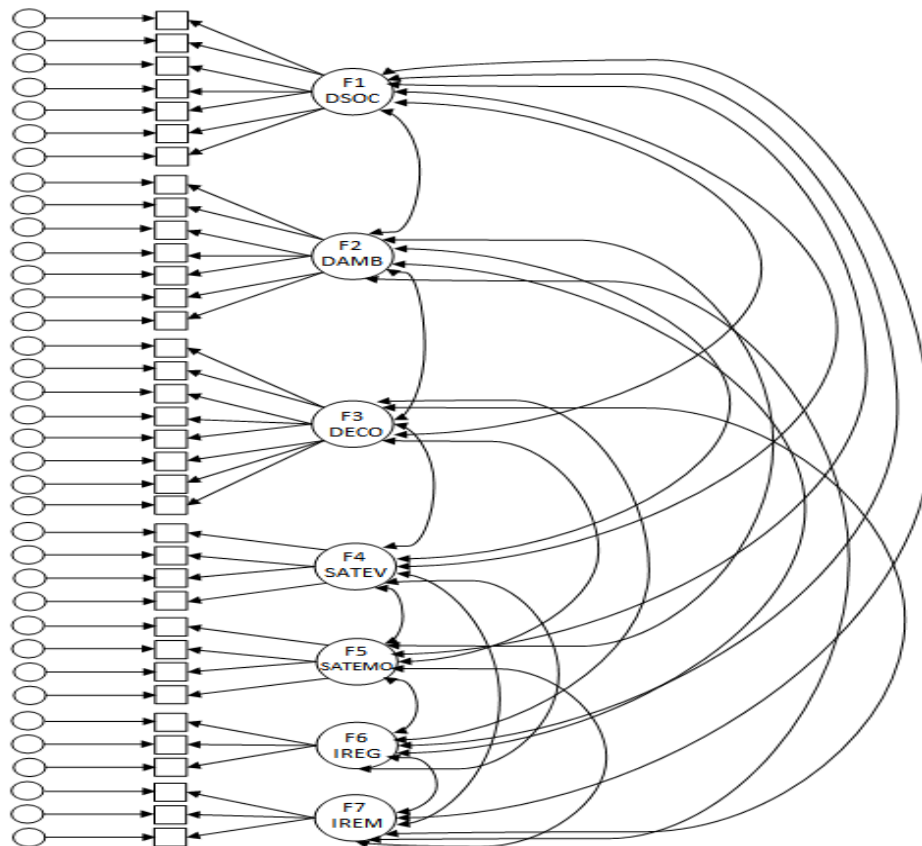 F1
DSOC
F2
DAMB
F3
DECO
F4
SATEV
F5
SATEMO
F6
IREG
F7
IREM